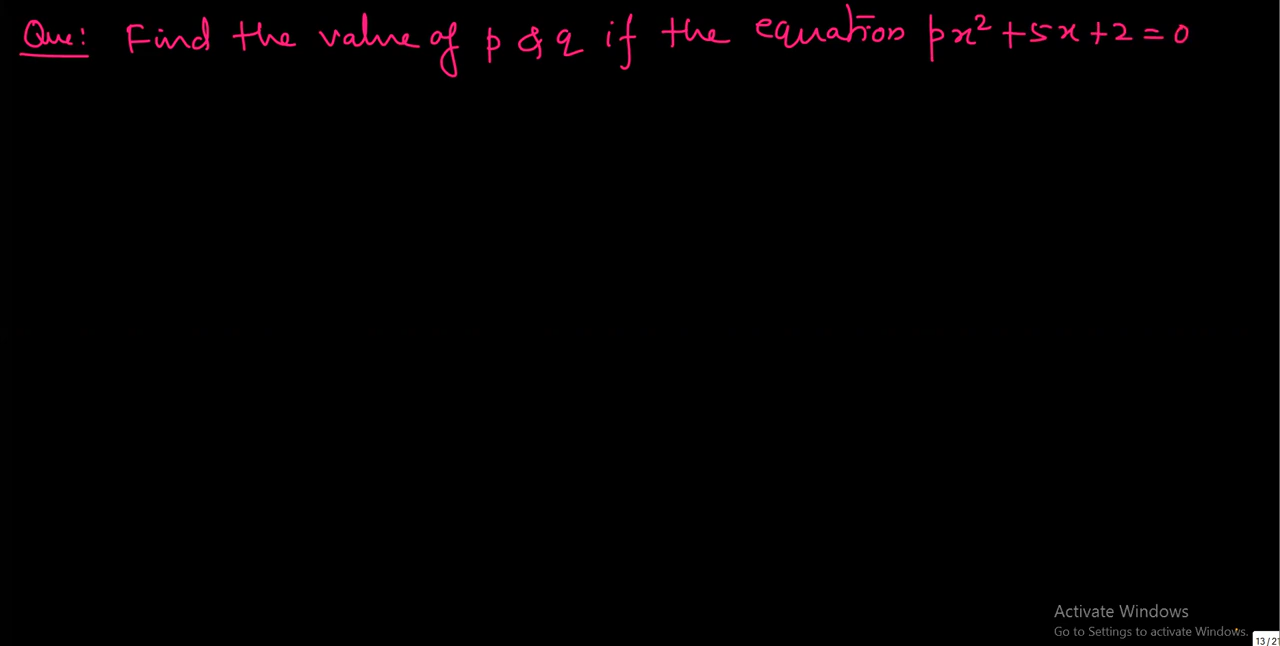 Que: Find the value of p & q if the equation px²+5x+2=0
Activate Windows
Go to Settings to activate Windows.
13/21